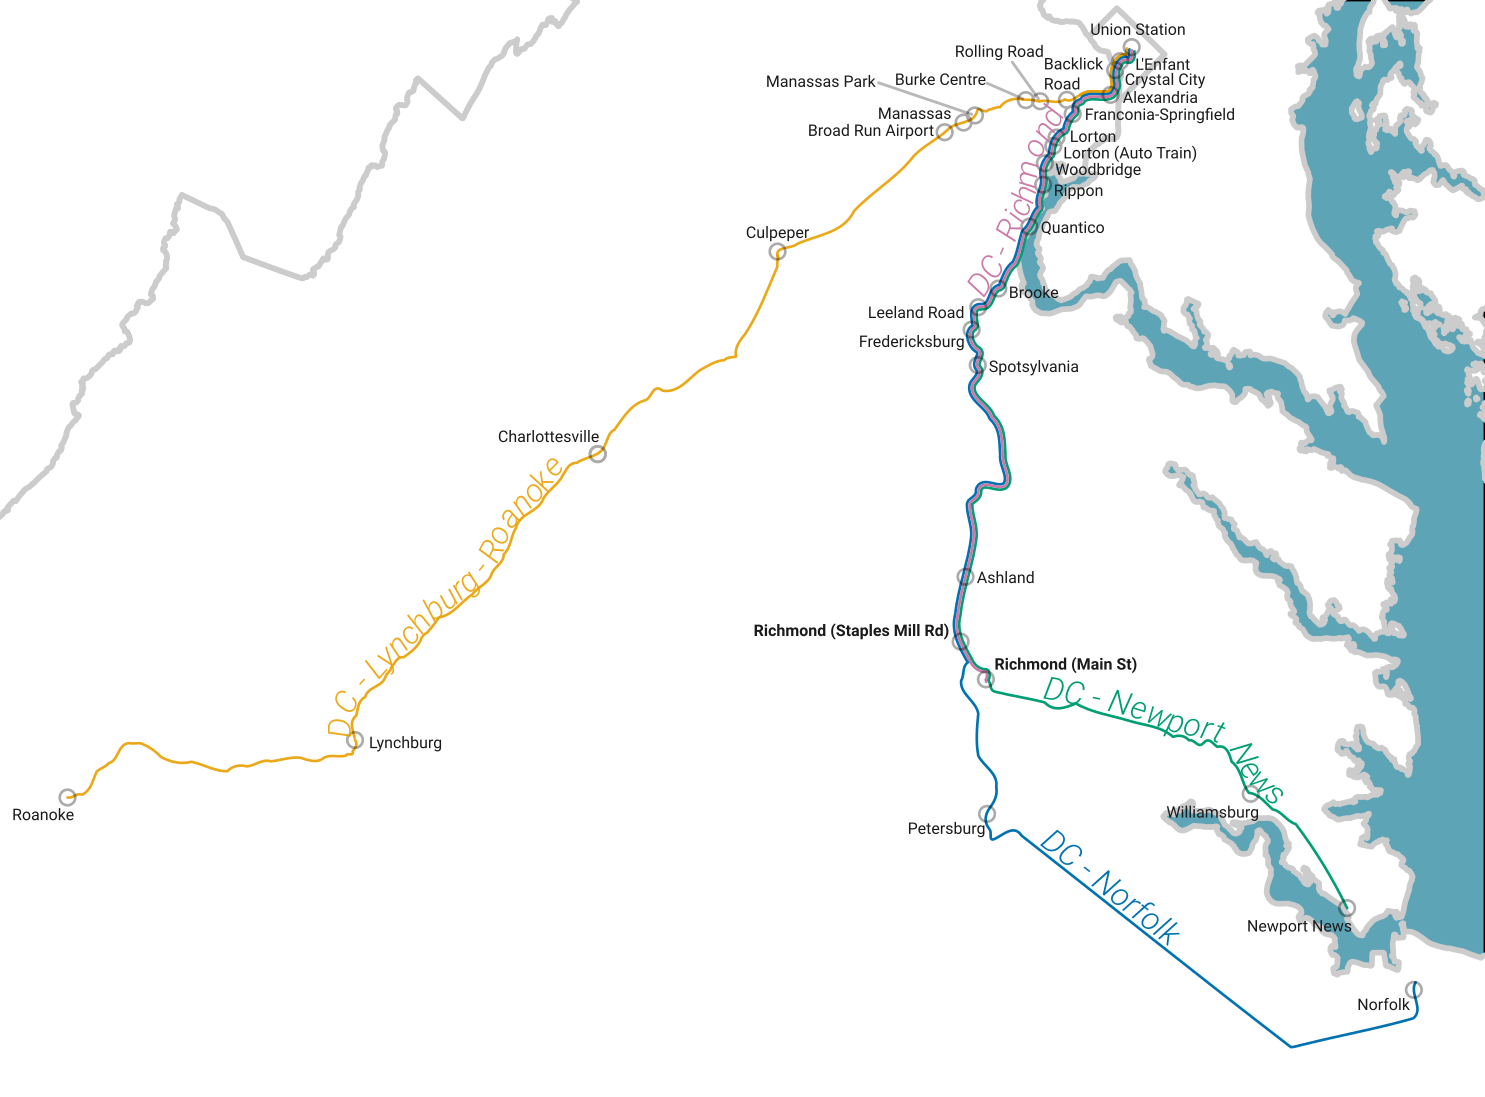 Union Station
Rolling Road
Backlick
Road
L'Enfant
Manassas Park
Burke Centre
Crystal City
Alexandria
Manassas
Franconia-Springfield
Broad Run Airport
Lorton
Lorton (Auto Train)
Woodbridge
Rippon
DC - Richmond
Quantico
Culpeper
Brooke
Leeland Road
Fredericksburg
Spotsylvania
Charlottesville
DC - Lynchburg - Roanoke
Ashland
Richmond (Staples Mill Rd)
Richmond (Main St)
DC - Newport News
Lynchburg
Roanoke
Williamsburg
Petersburg
DC - Norfolk
Newport News
Norfolk